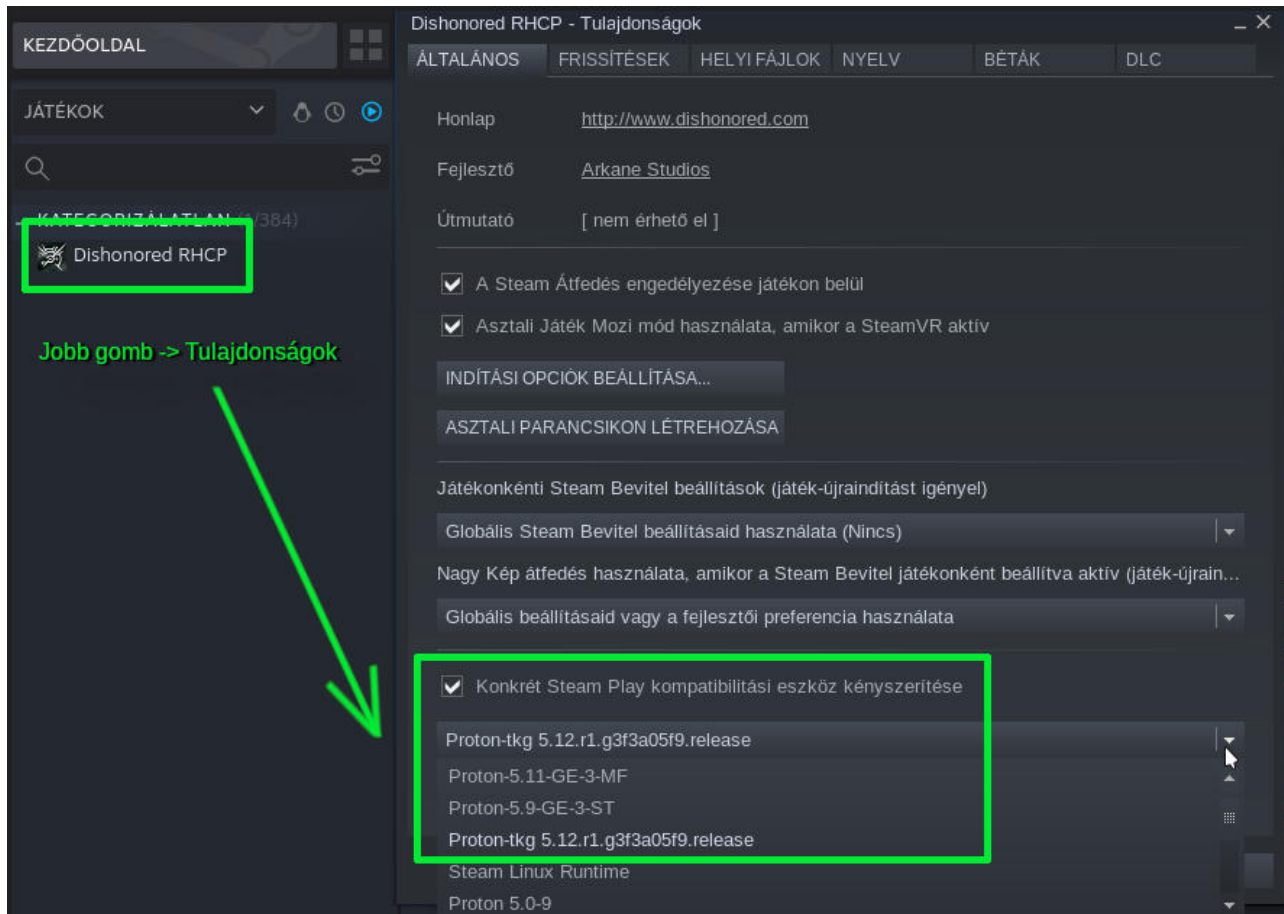 KEZDŐOLDAL
JÁTÉKOK
KATEGORIZÁLATLAN (1/384)
Dishonored RHCP
Jobb gomb -> Tulajdonságok
Dishonored RHCP - Tulajdonságok
ÁLTALÁNOS FRISSÍTÉSEK HELYI FÁJLOK NYELV BÉTÁK DLC
Honlap http://www.dishonored.com
Fejlesztő Arkane Studios
Útmutató [ nem érhető el ]
A Steam Átfedés engedélyezése játékon belül
Asztali Játék Mozi mód használata, amikor a SteamVR aktív
INDÍTÁSI OPCIÓK BEÁLLÍTÁSA...
ASZTALI PARANCSIKON LÉTREHOZÁSA
Játékonkénti Steam Bevitel beállítások (játék-újraindítást igényel)
Globális Steam Bevitel beállításaid használata (Nincs)
Nagy Kép átfedés használata, amikor a Steam Bevitel játékonként beállítva aktív (játék-újrain...
Globális beállításaid vagy a fejlesztői preferencia használata
Konkrét Steam Play kompatibilitási eszköz kényszerítése
Proton-tkg 5.12.r1.g3f3a05f9.release
Proton-5.11-GE-3-MF
Proton-5.9-GE-3-ST
Proton-tkg 5.12.r1.g3f3a05f9.release
Steam Linux Runtime
Proton 5.0-9